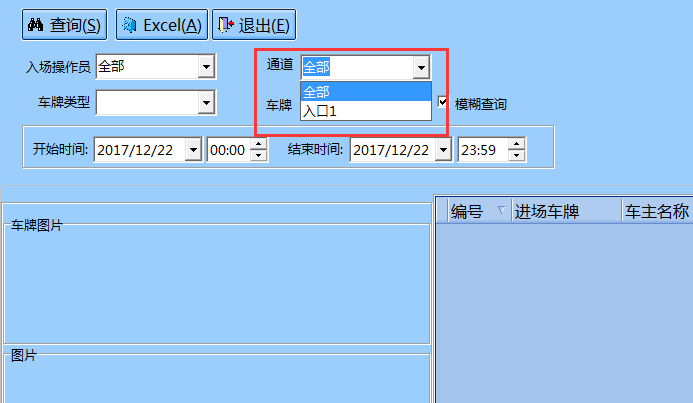 查询(S) Excel(A) 退出(E)
入场操作员 全部 通道 全部
全部
车牌类型 车牌 入口1 模糊查询
开始时间: 2017/12/22 00:00 结束时间: 2017/12/22 23:59
编号 进场车牌 车主名称
车牌图片
图片